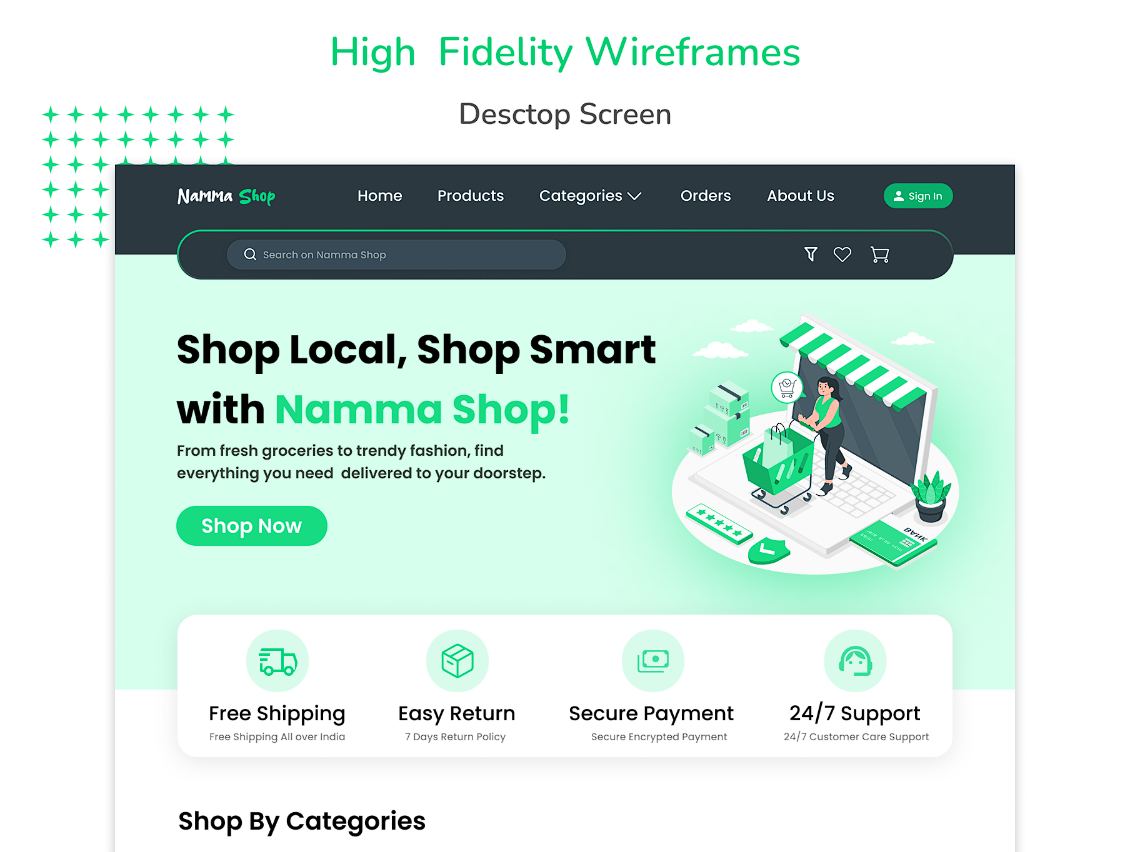 High Fidelity Wireframes
Desctop Screen
Namma Shop
Home
Products
Categories
Orders
About Us
Sign In
Search on Namma Shop
Shop Local, Shop Smart
with Namma Shop!
From fresh groceries to trendy fashion, find
everything you need delivered to your doorstep.
Shop Now
BANK
Free Shipping
Free Shipping All over India
Easy Return
7 Days Return Policy
Secure Payment
Secure Encrypted Payment
24/7 Support
24/7 Customer Care Support
Shop By Categories